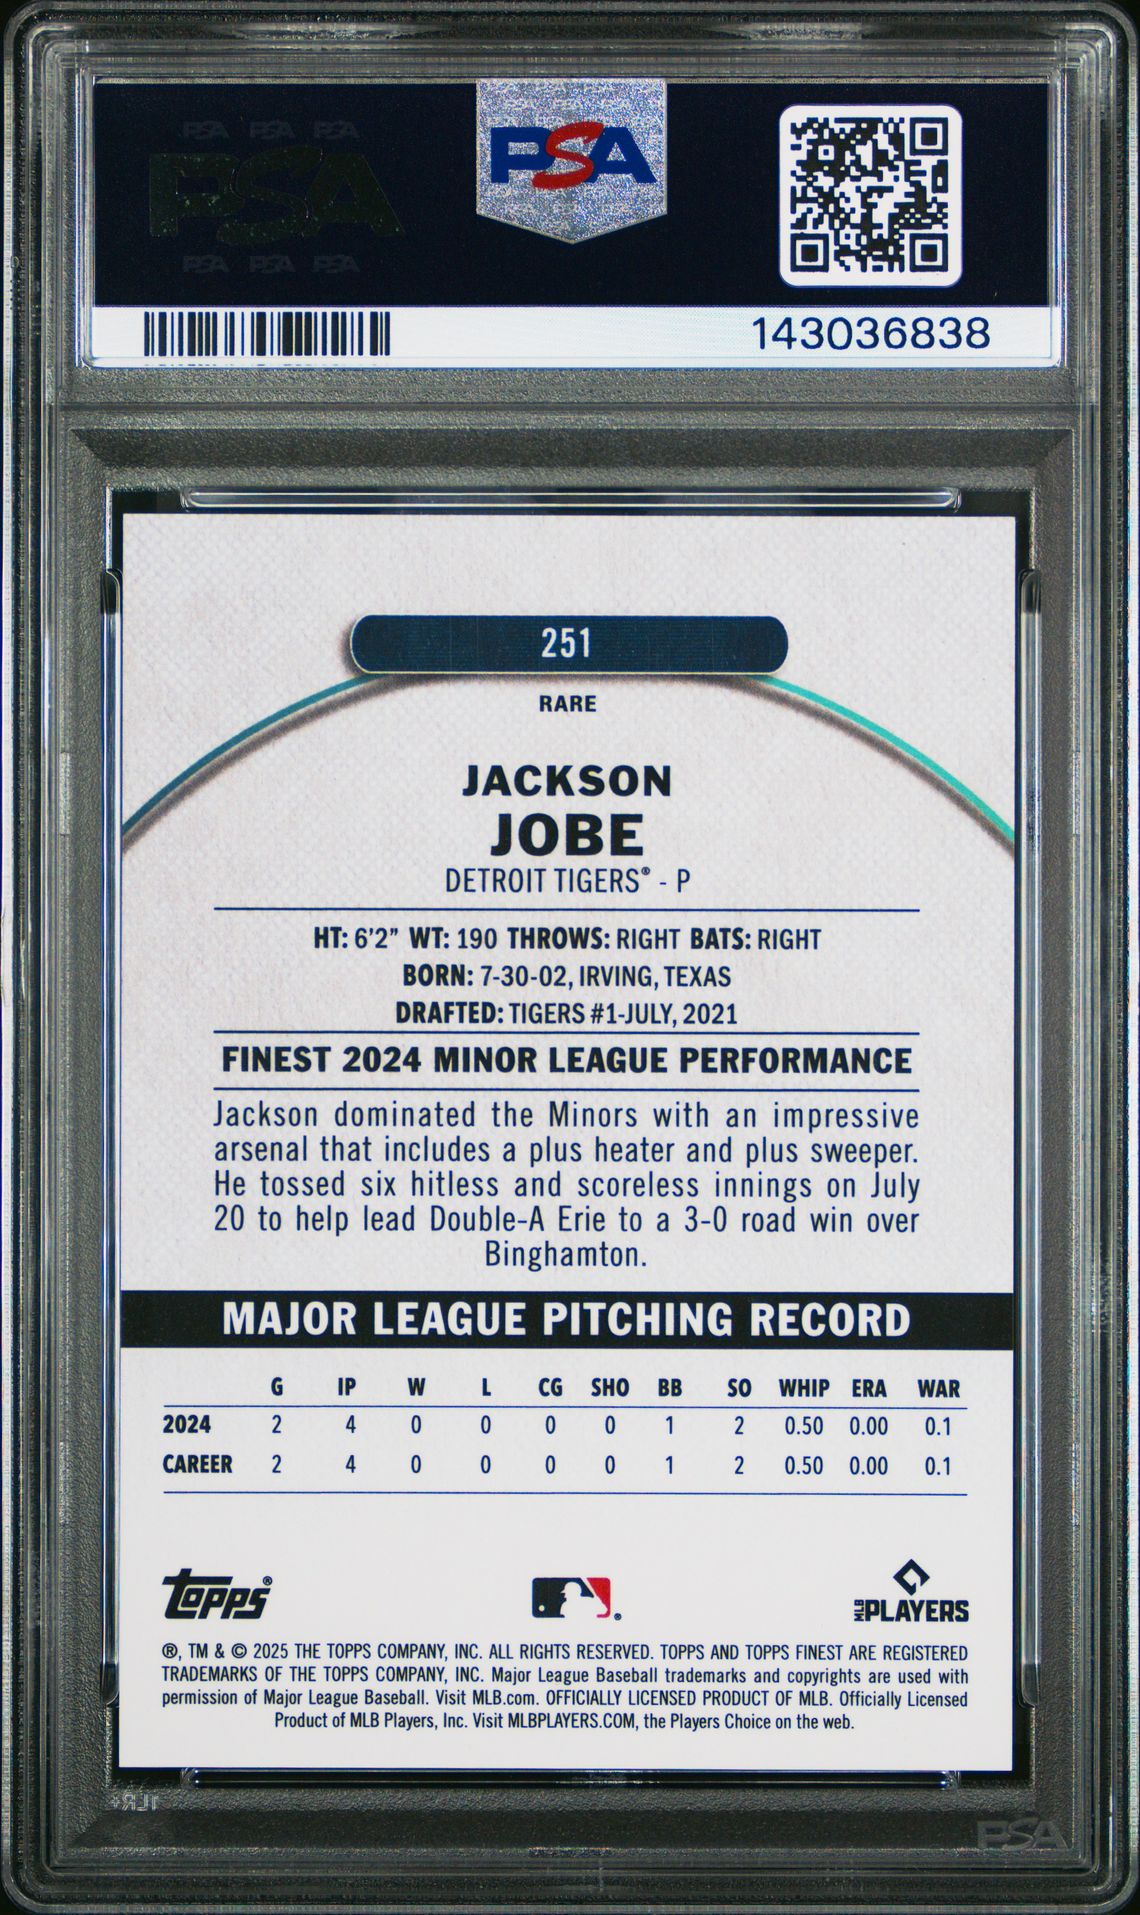 PSA PSA PSA
PSA
PSA PSA PSA
PSA
143036838
251
RARE
JACKSON
JOBE
DETROIT TIGERS® - P
HT: 6'2" WT: 190 THROWS: RIGHT BATS: RIGHT
BORN: 7-30-02, IRVING, TEXAS
DRAFTED: TIGERS #1-JULY, 2021
FINEST 2024 MINOR LEAGUE PERFORMANCE
Jackson dominated the Minors with an impressive
arsenal that includes a plus heater and plus sweeper.
He tossed six hitless and scoreless innings on July
20 to help lead Double-A Erie to a 3-0 road win over
Binghamton.
MAJOR LEAGUE PITCHING RECORD
G IP W L CG SHO BB SO WHIP ERA WAR
2024 2 4 0 0 0 0 1 2 0.50 0.00 0.1
CAREER 2 4 0 0 0 0 1 2 0.50 0.00 0.1
Topps®
MLB PLAYERS
®, TM & © 2025 THE TOPPS COMPANY, INC. ALL RIGHTS RESERVED. TOPPS AND TOPPS FINEST ARE REGISTERED
TRADEMARKS OF THE TOPPS COMPANY, INC. Major League Baseball trademarks and copyrights are used with
permission of Major League Baseball. Visit MLB.com. OFFICIALLY LICENSED PRODUCT OF MLB. Officially Licensed
Product of MLB Players, Inc. Visit MLBPLAYERS.COM, the Players Choice on the web.
PSA